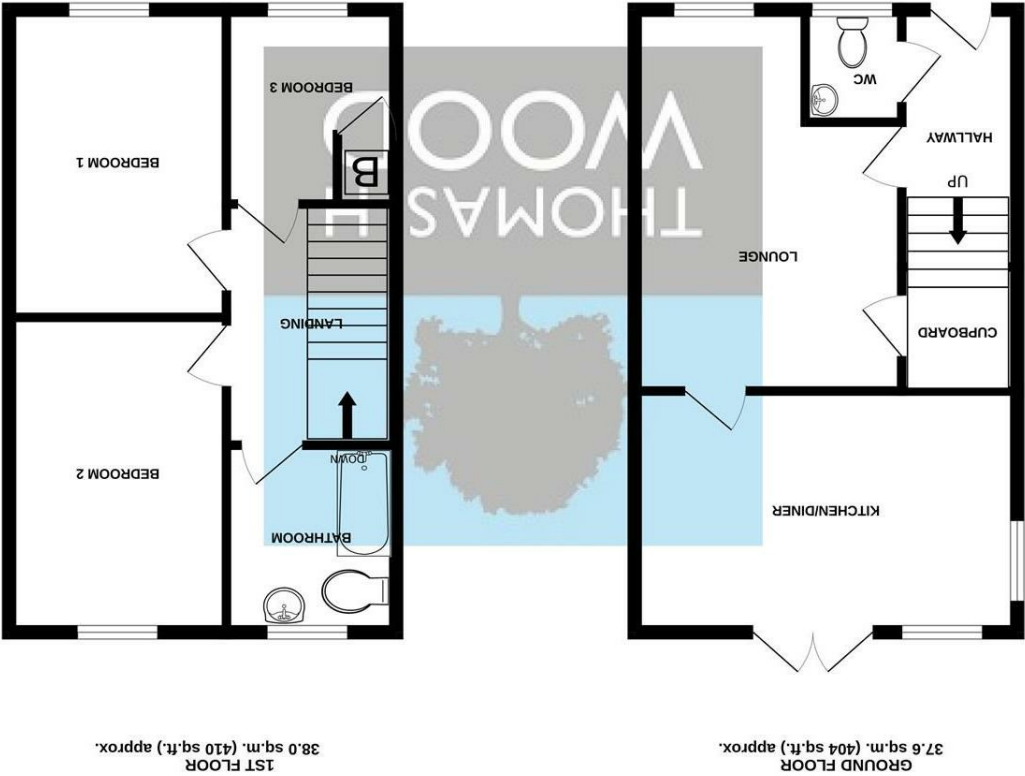 GROUND FLOOR
37.6 sq.m. (404 sq.ft.) approx.
1ST FLOOR
38.0 sq.m. (410 sq.ft.) approx.
KITCHEN/DINER
CUPBOARD
LOUNGE
UP
HALLWAY
WC
BATHROOM
DOWN
BEDROOM 2
LANDING
BEDROOM 1
B
BEDROOM 3
THOMAS H
WOOD